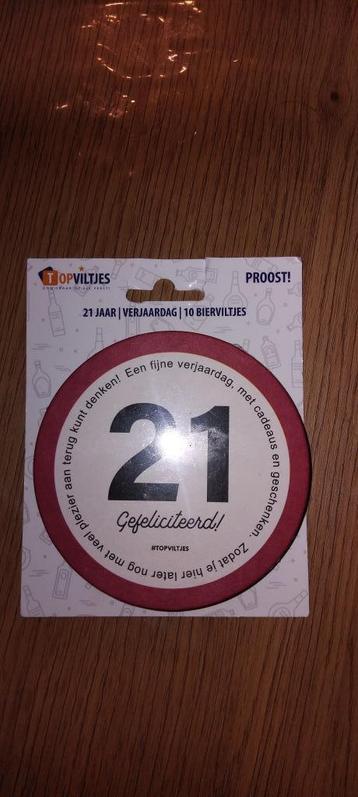 TOPVILTJES
PROOST!
21 JAAR | VERJAARDAG | 10 BIERVILTJES
Een fijne verjaardag, met cadeaus en geschenken. Zodat je hier later nog met veel plezier aan terug kunt denken!
21
Gefeliciteerd!
#TOPVILTJES